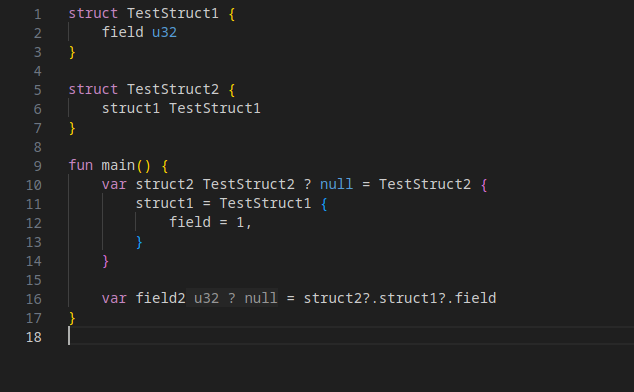 1 struct TestStruct1 {
2     field u32
3 }
4
5 struct TestStruct2 {
6     struct1 TestStruct1
7 }
8
9 fun main() {
10     var struct2 TestStruct2 ? null = TestStruct2 {
11         struct1 = TestStruct1 {
12             field = 1,
13         }
14     }
15
16     var field2 u32 ? null = struct2?.struct1?.field
17 }
18